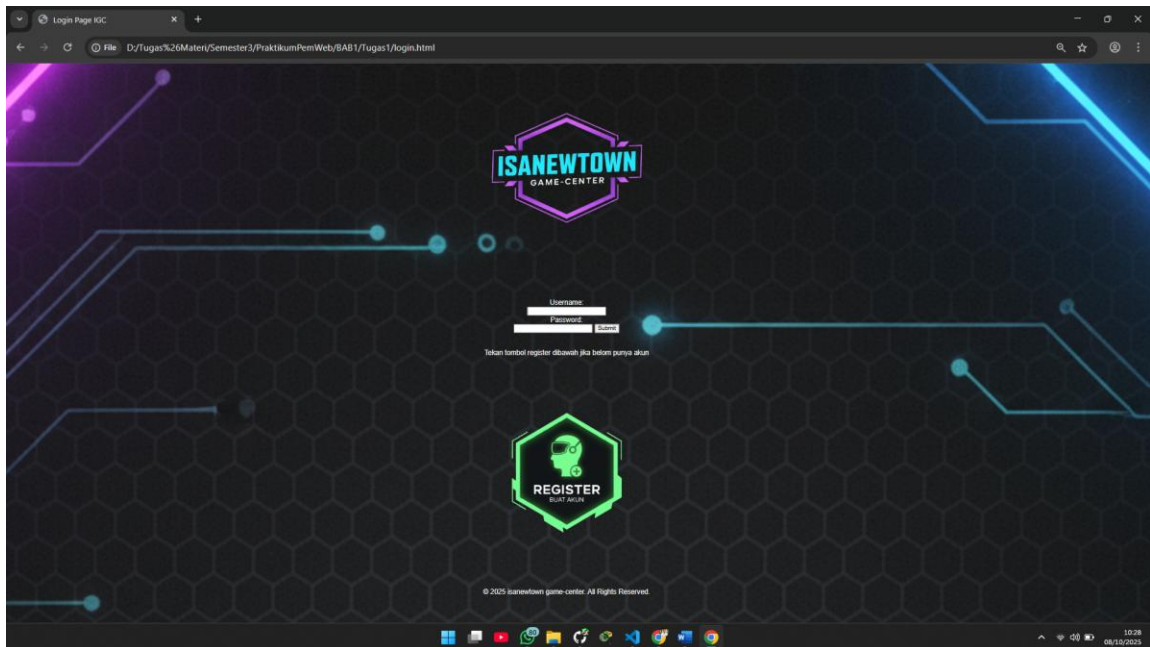 Login Page IGC
File D:/Tugas%26Materi/Semester3/PraktikumPemWeb/BAB1/Tugas1/login.html
ISANEWTOWN
GAME-CENTER
Username:
Password:
Submit
Tekan tombol register dibawah jika belom punya akun
REGISTER
BUAT AKUN
© 2025 isanewtown game-center. All Rights Reserved.
10:28
08/10/2025